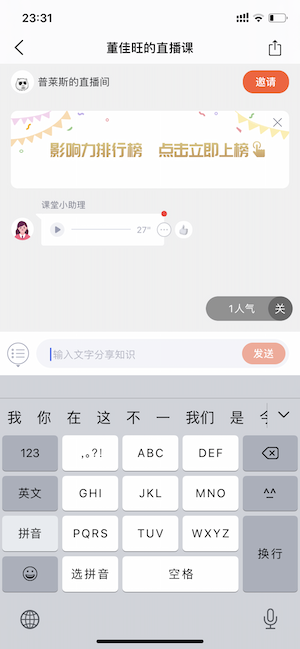 23:31
董佳旺的直播课
普莱斯的直播间
邀请
影响力排行榜 点击立即上榜
课堂小助理
27"
1人气 关
输入文字分享知识
发送
我 你 在 这 不 一 我们 是
123 ,。?! ABC DEF
英文 GHI JKL MNO ^^
拼音 PQRS TUV WXYZ
换行
选拼音 空格